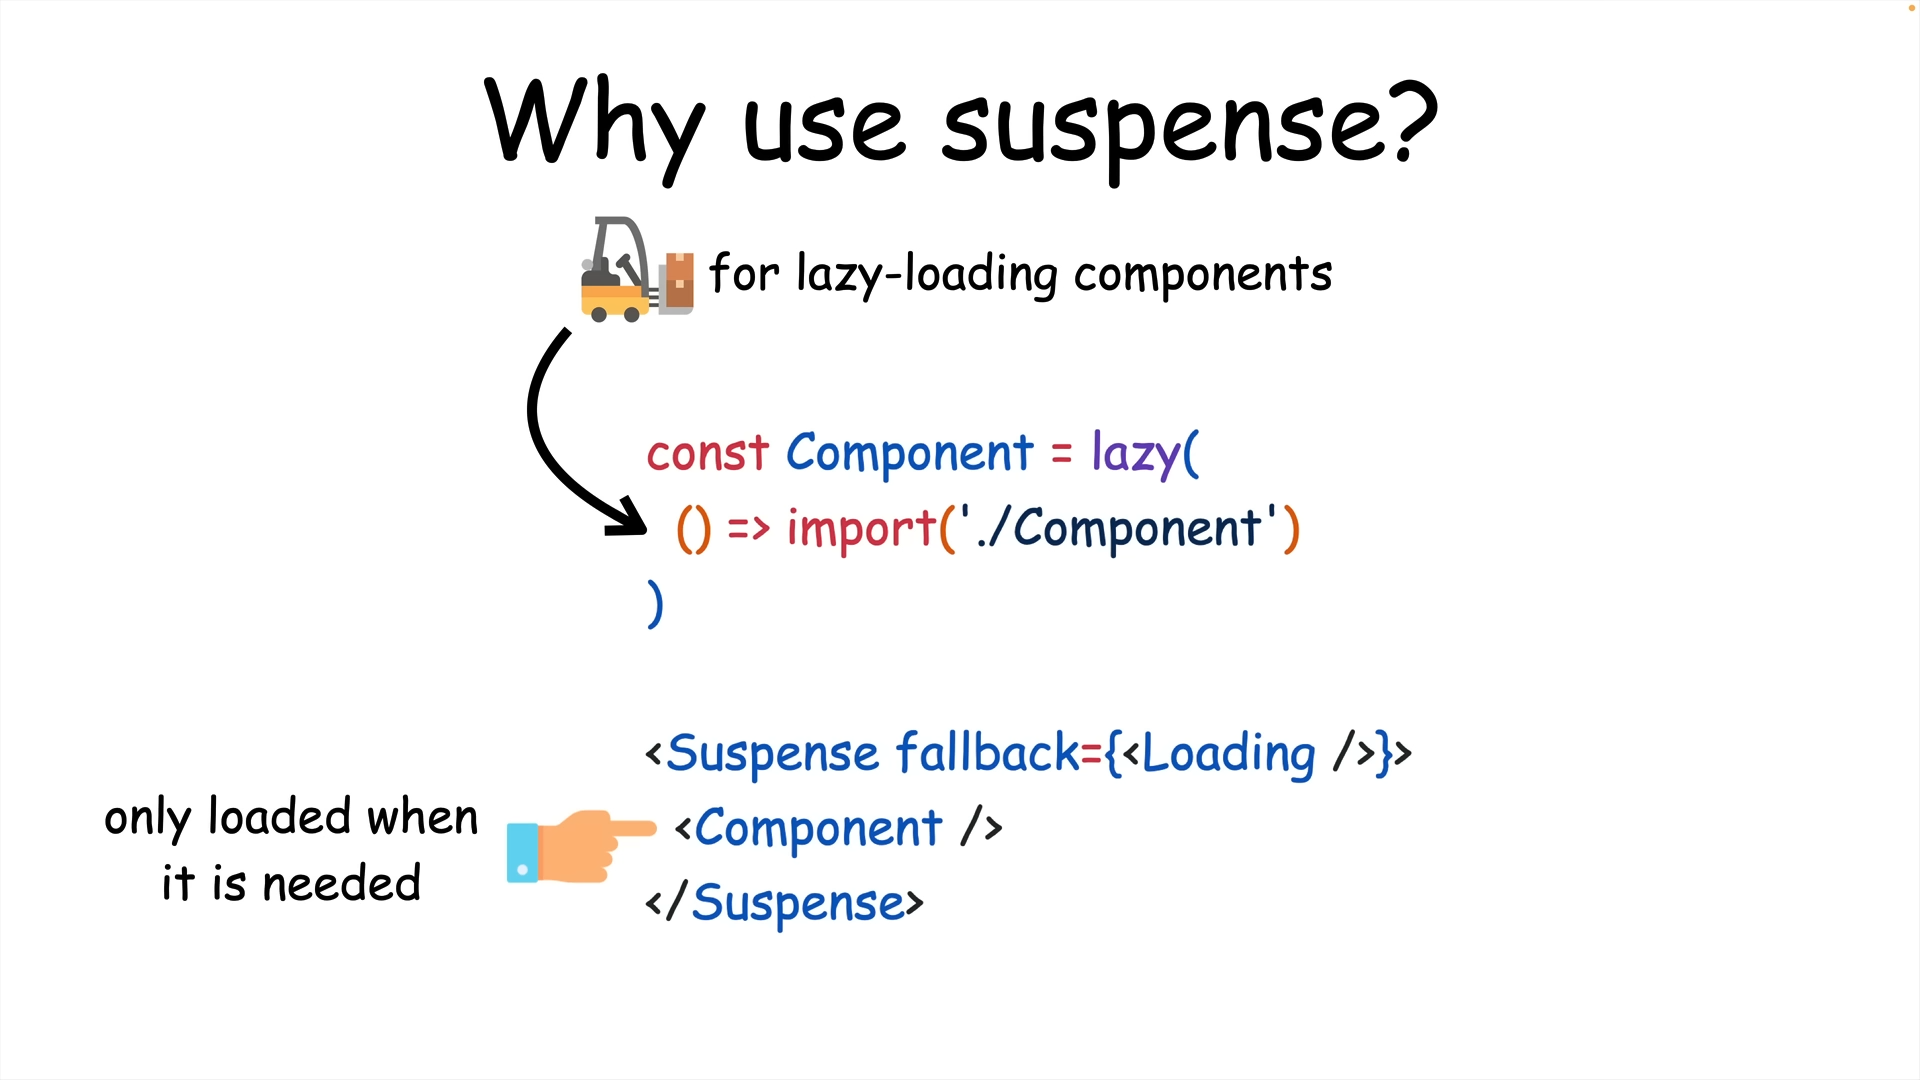 Why use suspense?
for lazy-loading components
const Component = lazy(
() => import('./Component')
)
<Suspense fallback={<Loading />}>
only loaded when
it is needed
<Component />
</Suspense>